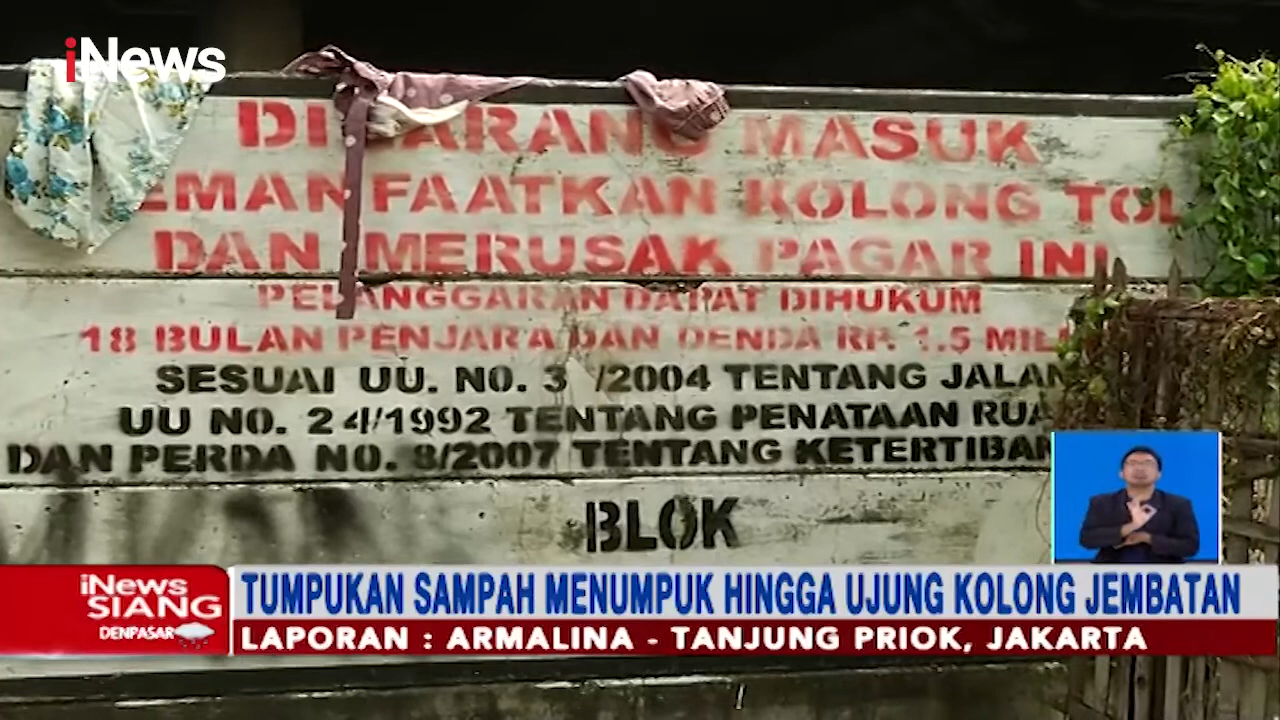 iNews
DILARANG MASUK
MEMANFAATKAN KOLONG TOL
DAN MERUSAK PAGAR INI
PELANGGARAN DAPAT DIHUKUM
18 BULAN PENJARA DAN DENDA RP. 1.5
SESUAI UU. NO. 3 /2004 TENTANG JALAN
UU NO. 24/1992 TENTANG PENATAAN
DAN PERDA NO. 8/2007 TENTANG KETERTIBAN
BLOK
iNews
SIANG
DENPASAR
TUMPUKAN SAMPAH MENUMPUK HINGGA UJUNG KOLONG JEMBATAN
LAPORAN : ARMALINA - TANJUNG PRIOK, JAKARTA